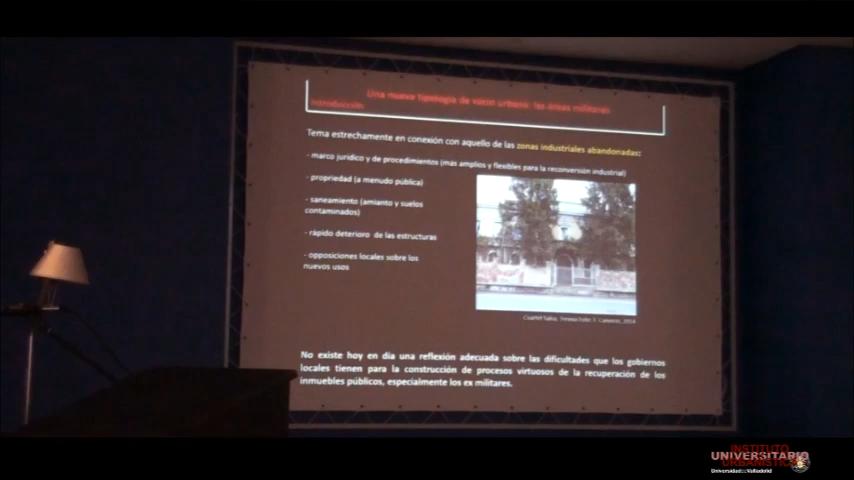 Una nueva tipología de vacío urbano: las áreas militares
Introducción
Tema estrechamente en conexión con aquello de las zonas industriales abandonadas:
- marco jurídico y de procedimientos (más amplios y flexibles para la reconversión industrial)
- propriedad (a menudo pública)
- saneamiento (amianto y suelos
contaminados)
- rápido deterioro de las estructuras
- opposiciones locales sobre los
nuevos usos
No existe hoy en día una reflexión adecuada sobre las dificultades que los gobiernos
locales tienen para la construcción de procesos virtuosos de la recuperación de los
inmuebles públicos, especialmente los ex militares.
INSTITUTO
UNIVERSITARIO
URBANÍSTICA
Universidad de Valladolid